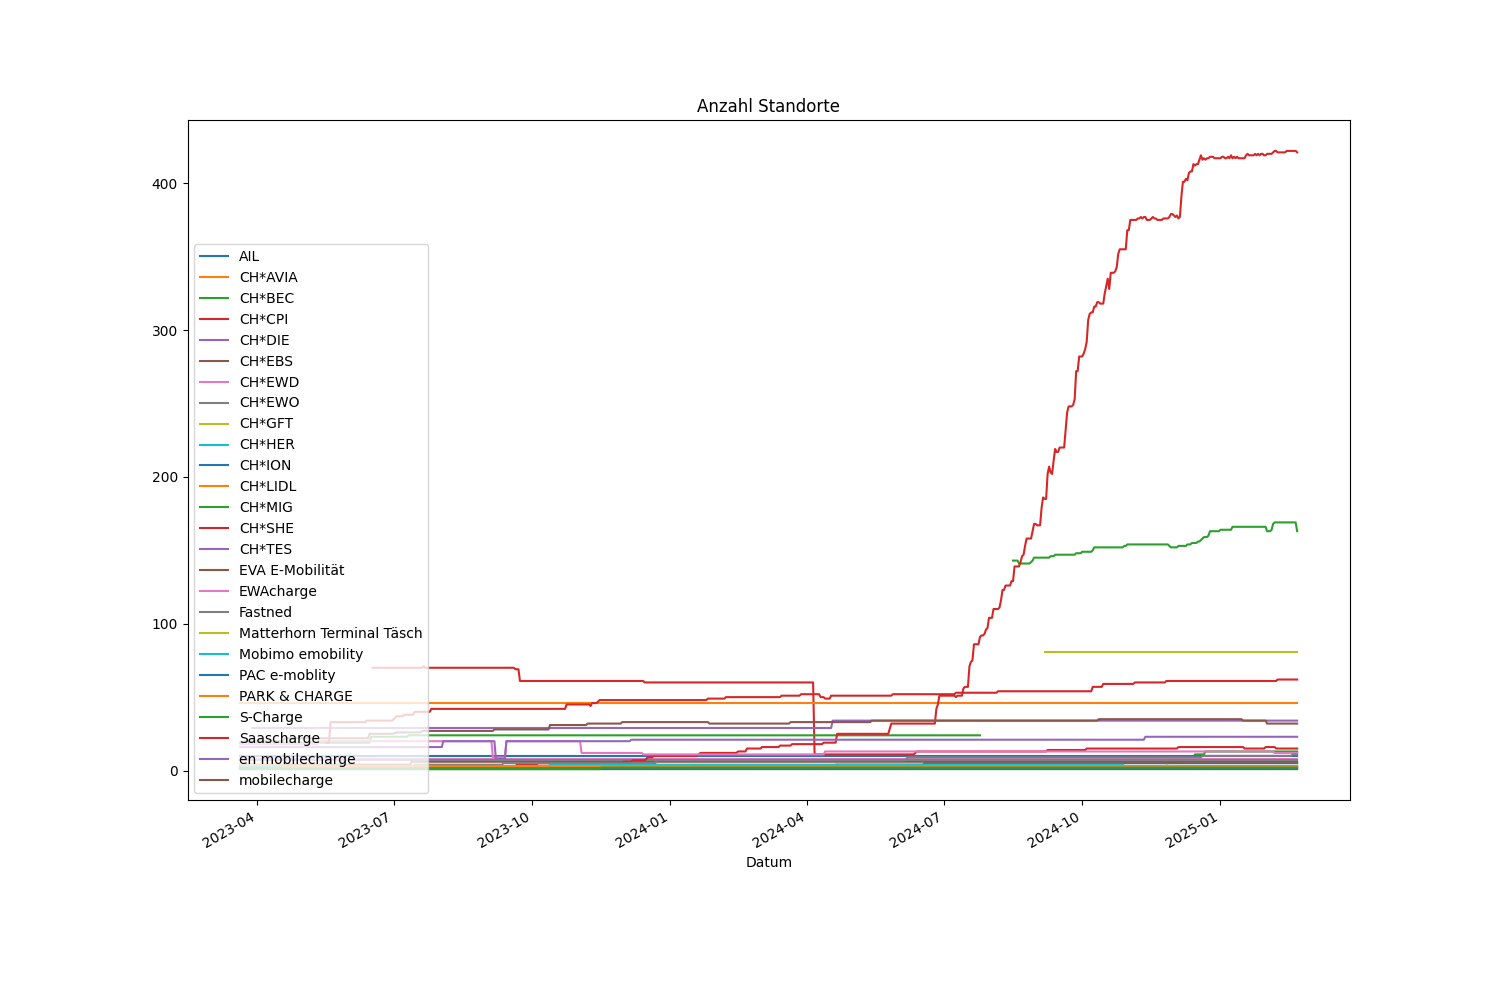 Anzahl Standorte
400
300
200
100
0
AIL
CH*AVIA
CH*BEC
CH*CPI
CH*DIE
CH*EBS
CH*EWD
CH*EWO
CH*GFT
CH*HER
CH*ION
CH*LIDL
CH*MIG
CH*SHE
CH*TES
EVA E-Mobilität
EWAcharge
Fastned
Matterhorn Terminal Täsch
Mobimo emobility
PAC e-moblity
PARK & CHARGE
S-Charge
Saascharge
en mobilecharge
mobilecharge
2023-04
2023-07
2023-10
2024-01
2024-04
2024-07
2024-10
2025-01
Datum